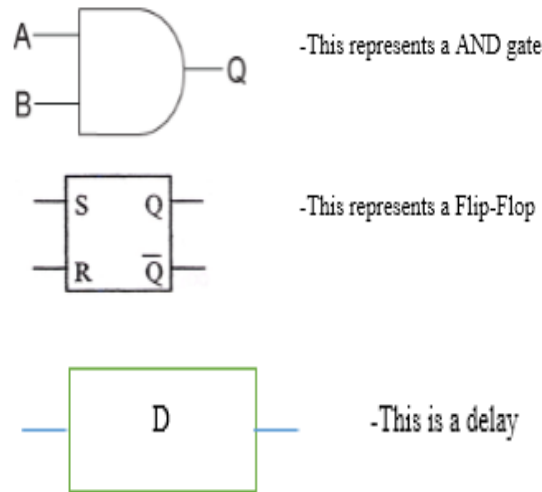 A
B
Q
-This represents a AND gate
S Q
R Q̅
-This represents a Flip-Flop
D
-This is a delay